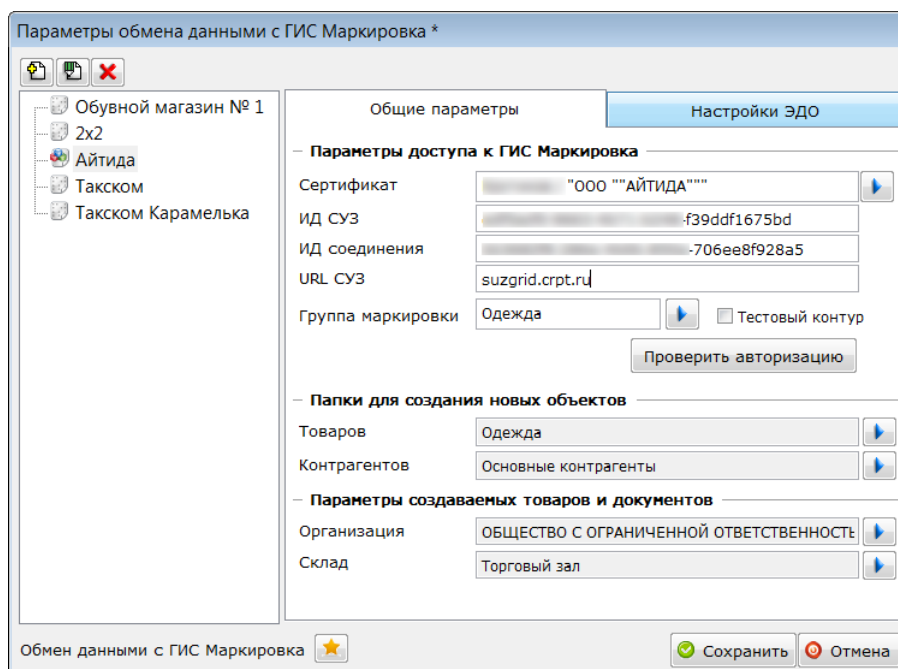 Параметры обмена данными с ГИС Маркировка *
Обувной магазин № 1
2x2
Айтида
Такском
Такском Карамелька
Общие параметры
Настройки ЭДО
Параметры доступа к ГИС Маркировка
Сертификат "ООО ""АЙТИДА"""
ИД СУЗ -f39ddf1675bd
ИД соединения -706ee8f928a5
URL СУЗ suzgrid.crpt.ru
Группа маркировки Одежда Тестовый контур
Проверить авторизацию
Папки для создания новых объектов
Товаров Одежда
Контрагентов Основные контрагенты
Параметры создаваемых товаров и документов
Организация ОБЩЕСТВО С ОГРАНИЧЕННОЙ ОТВЕТСТВЕННОСТЬ
Склад Торговый зал
Обмен данными с ГИС Маркировка Сохранить Отмена